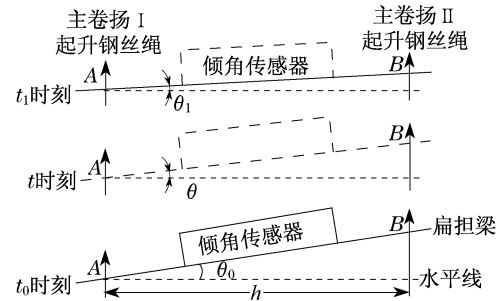 主卷扬Ⅰ
起升钢丝绳
主卷扬Ⅱ
起升钢丝绳
倾角传感器
A
B
t₁时刻
θ₁
A
B
t时刻
θ
倾角传感器
B
扁担梁
A
θ₀
t₀时刻
h
水平线